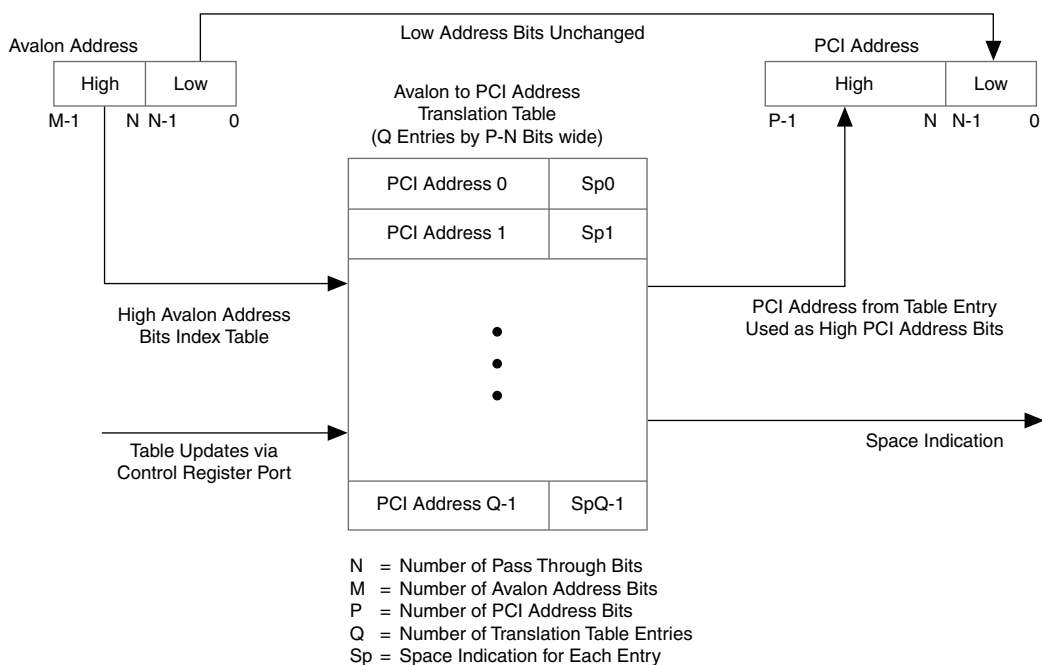 Low Address Bits Unchanged
Avalon Address
PCI Address
High Low
High Low
M-1 N N-1 0
P-1 N N-1 0
Avalon to PCI Address
Translation Table
(Q Entries by P-N Bits wide)
PCI Address 0 Sp0
PCI Address 1 Sp1
High Avalon Address
Bits Index Table
PCI Address from Table Entry
Used as High PCI Address Bits
Table Updates via
Control Register Port
Space Indication
PCI Address Q-1 SpQ-1
N = Number of Pass Through Bits
M = Number of Avalon Address Bits
P = Number of PCI Address Bits
Q = Number of Translation Table Entries
Sp = Space Indication for Each Entry